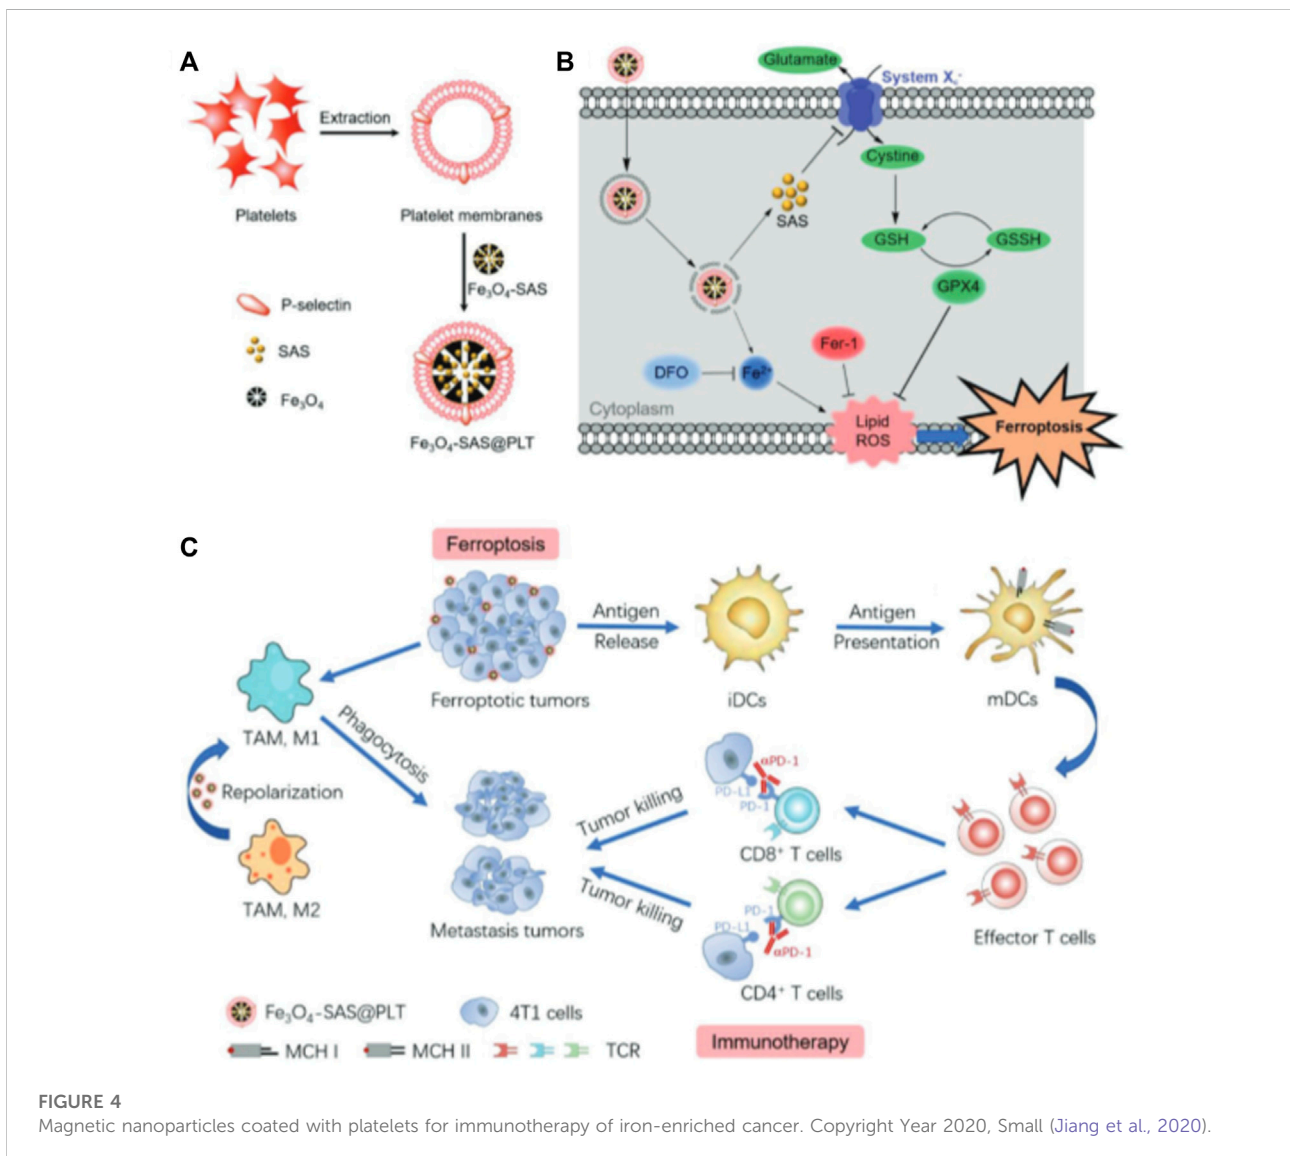 A
Extraction
Platelets
Platelet membranes
Fe₃O₄-SAS
P-selectin
SAS
Fe₃O₄
Fe₃O₄-SAS@PLT
B
Glutamate
System Xc⁻
Cystine
SAS
GSH
GSSH
GPX4
Fer-1
DFO
Fe²⁺
Cytoplasm
Lipid
ROS
Ferroptosis
C
Ferroptosis
Antigen
Release
Antigen
Presentation
Ferroptotic tumors
iDCs
mDCs
TAM, M1
Phagocytosis
Repolarization
TAM, M2
Metastasis tumors
Tumor killing
Tumor killing
αPD-1
PD-L1
PD-1
CD8⁺ T cells
PD-1
PD-L1
αPD-1
CD4⁺ T cells
Effector T cells
Fe₃O₄-SAS@PLT
4T1 cells
Immunotherapy
MCH I
MCH II
TCR
FIGURE 4
Magnetic nanoparticles coated with platelets for immunotherapy of iron-enriched cancer. Copyright Year 2020, Small (Jiang et al., 2020).